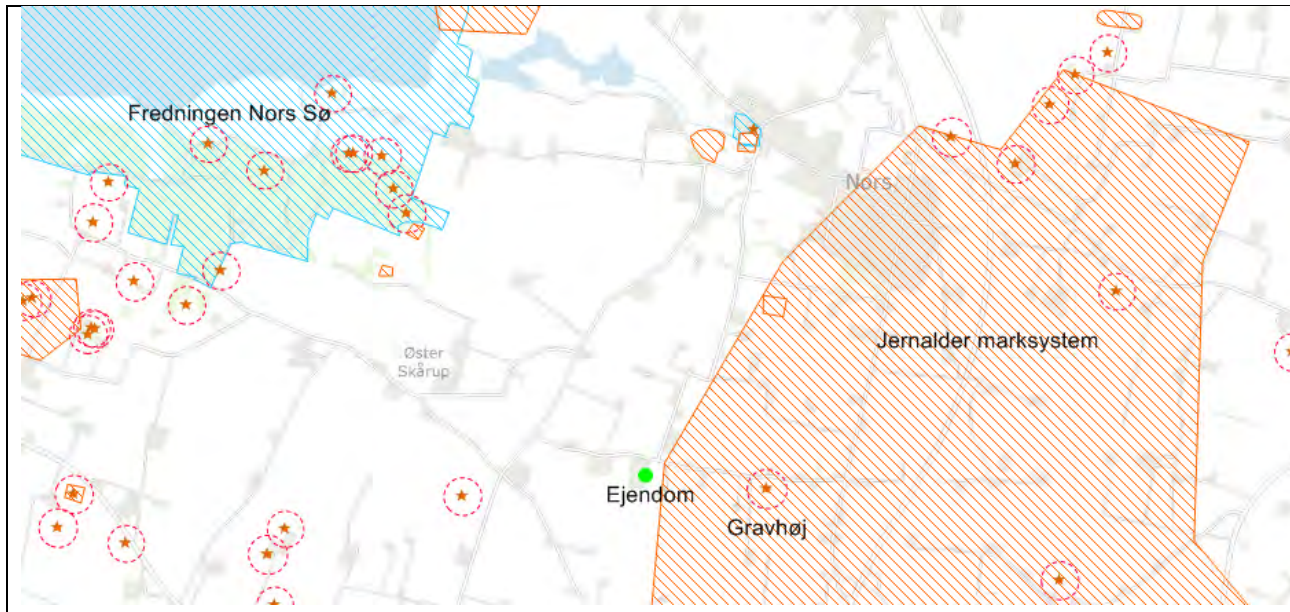 Fredningen Nors Sø
Nors
Jernalder marksystem
Øster
Skårup
Ejendom
Gravhøj